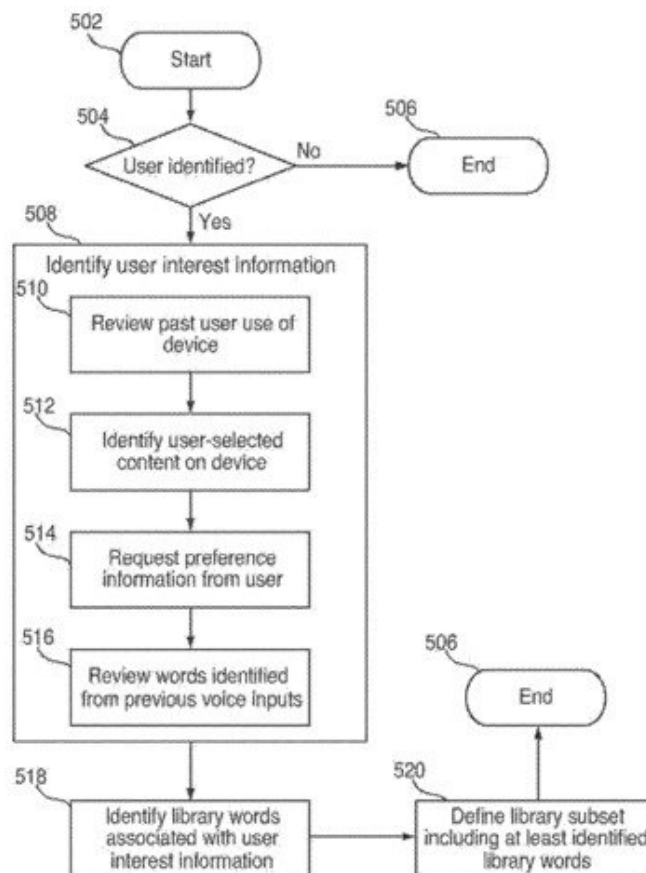 502
Start
504
506
User identified?
No
End
Yes
508
Identify user interest information
510
Review past user use of
device
512
Identify user-selected
content on device
514
Request preference
information from user
516
Review words identified
from previous voice inputs
506
End
518
Identify library words
associated with user
interest information
520
Define library subset
including at least identified
library words